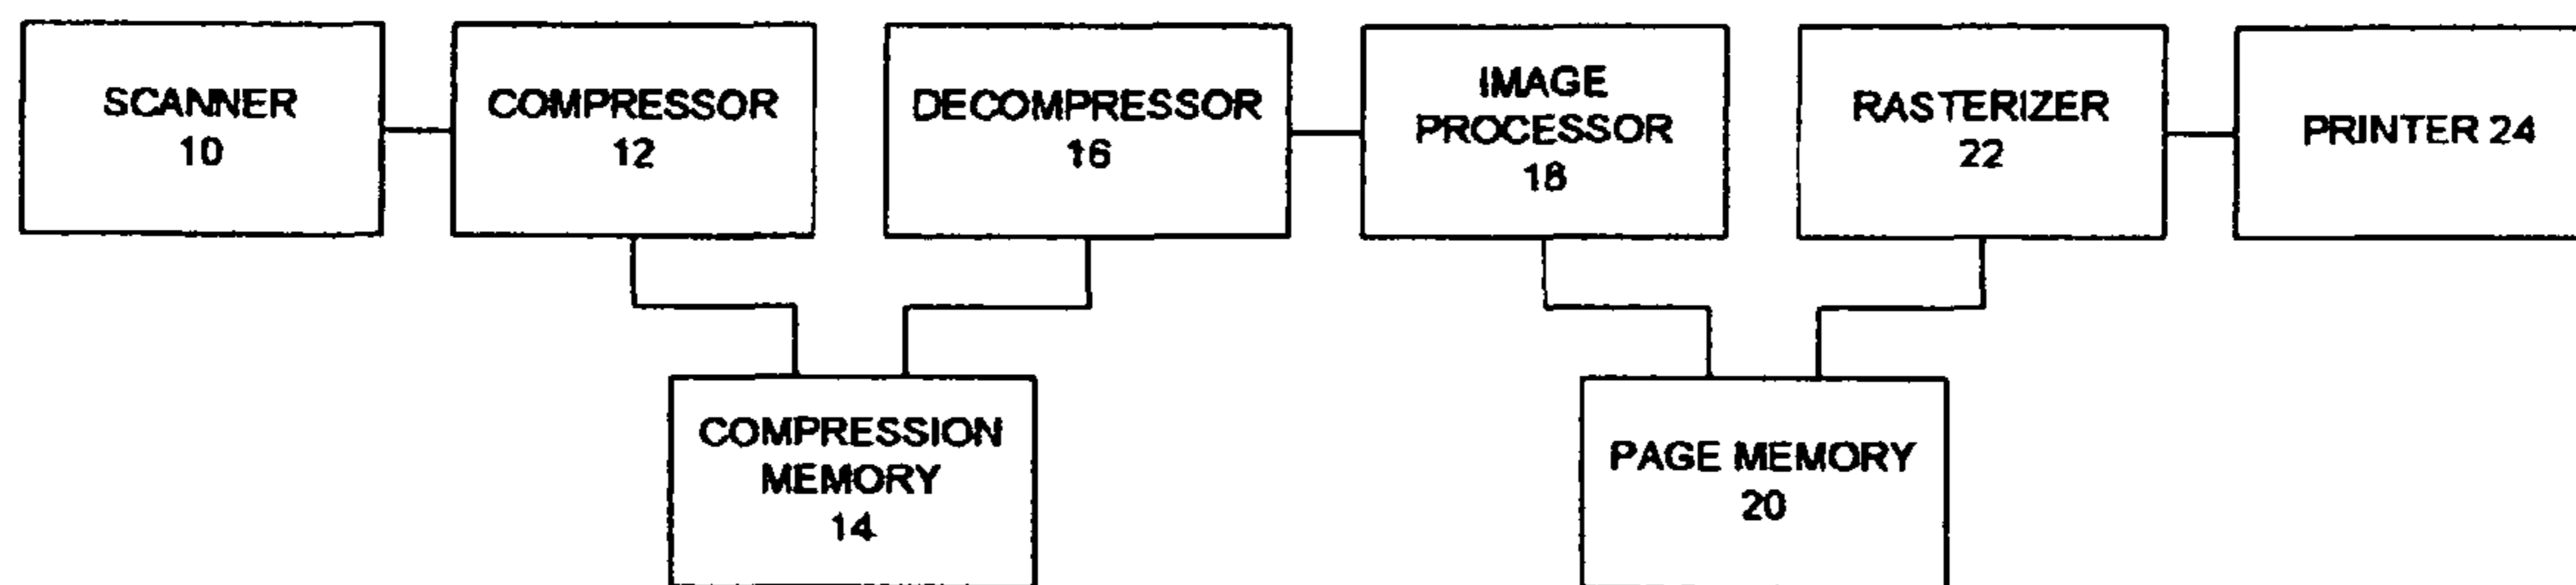 SCANNER
10
COMPRESSOR
12
DECOMPRESSOR
16
IMAGE
PROCESSOR
18
RASTERIZER
22
PRINTER 24
COMPRESSION
MEMORY
14
PAGE MEMORY
20